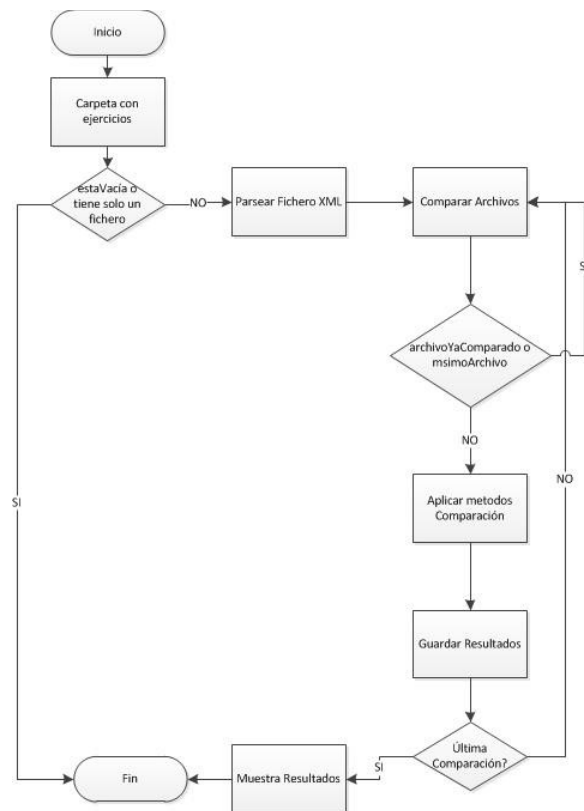 Inicio
Carpeta con
ejercicios
estaVacía o
tiene solo un
fichero
NO
Parsear Fichero XML
Comparar Archivos
archivoYaComparado o
msimoArchivo
NO
Aplicar metodos
Comparación
NO
SI
Guardar Resultados
Última
Comparación?
SI
Muestra Resultados
Fin